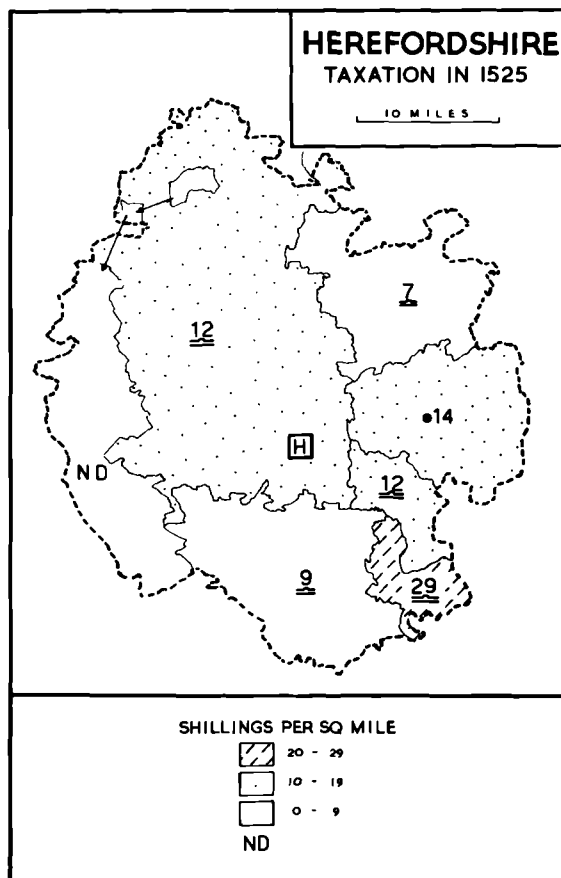 HEREFORDSHIRE
TAXATION IN 1525
10 MILES
7
12
14
H
ND
12
9
29
SHILLINGS PER SQ MILE
20 - 29
10 - 19
0 - 9
ND